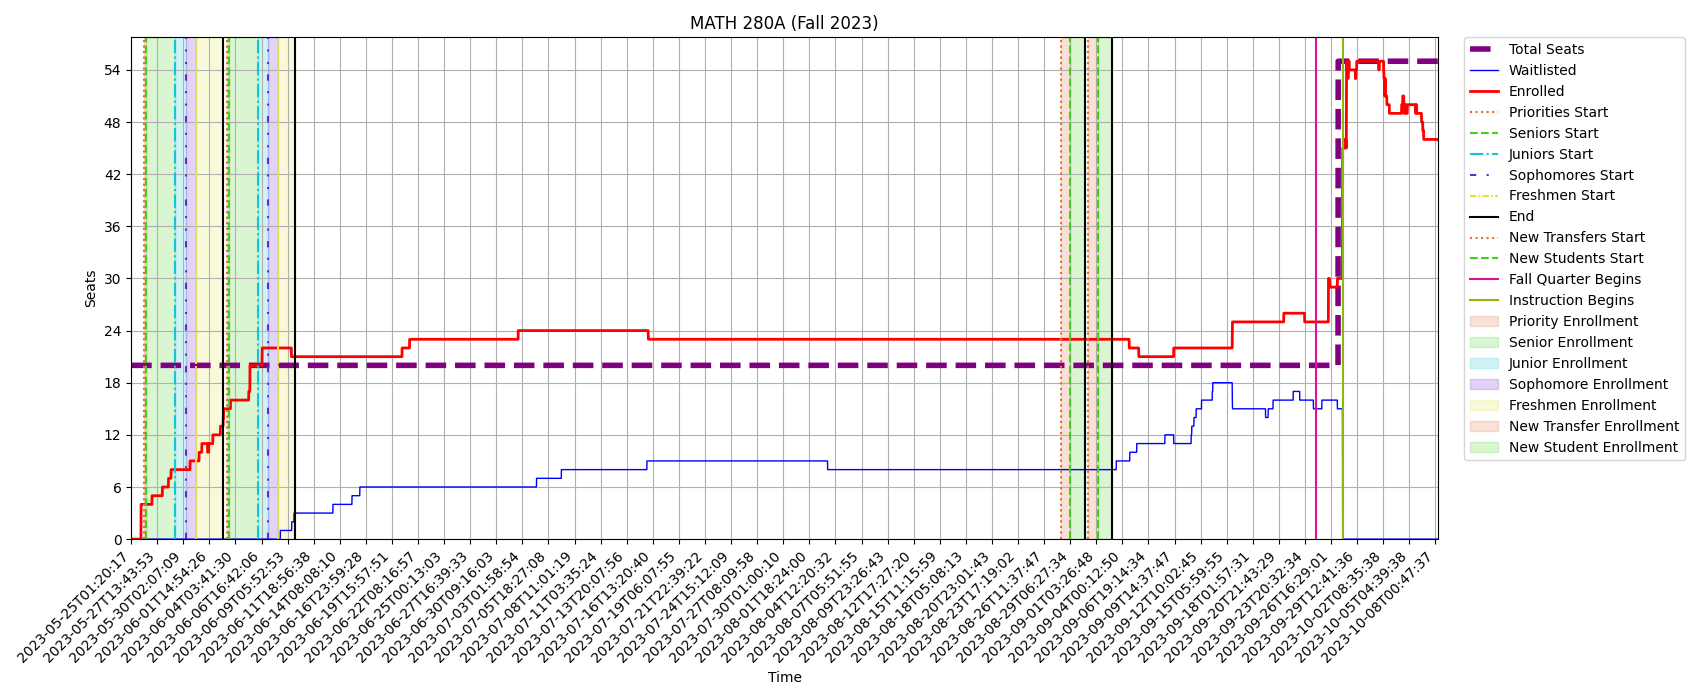 MATH 280A (Fall 2023)
Seats
54
48
42
36
30
24
18
12
6
0
2023-05-25T01:20:17
2023-05-27T13:43:53
2023-05-30T02:07:09
2023-06-01T14:54:26
2023-06-04T03:41:30
2023-06-06T16:42:06
2023-06-09T05:52:53
2023-06-11T18:56:38
2023-06-14T08:08:10
2023-06-16T23:59:28
2023-06-19T15:57:51
2023-06-22T08:16:57
2023-06-25T00:13:03
2023-06-27T16:39:33
2023-06-30T09:16:03
2023-07-03T01:58:54
2023-07-05T18:27:08
2023-07-08T11:01:19
2023-07-11T03:35:24
2023-07-13T20:07:56
2023-07-16T13:20:40
2023-07-19T06:07:55
2023-07-21T22:39:22
2023-07-24T15:12:09
2023-07-27T08:09:58
2023-07-30T01:00:10
2023-08-01T18:24:00
2023-08-04T12:20:32
2023-08-07T05:51:55
2023-08-09T23:26:43
2023-08-12T17:27:20
2023-08-15T11:15:59
2023-08-18T05:08:13
2023-08-20T23:01:43
2023-08-23T17:19:02
2023-08-26T11:37:47
2023-08-29T06:27:34
2023-09-01T03:26:48
2023-09-04T00:12:50
2023-09-06T19:14:34
2023-09-09T14:37:47
2023-09-12T10:02:45
2023-09-15T05:59:55
2023-09-18T01:57:31
2023-09-20T21:43:29
2023-09-23T20:32:34
2023-09-26T16:29:01
2023-09-29T12:41:36
2023-10-02T08:35:38
2023-10-05T04:39:38
2023-10-08T00:47:37
Time
Total Seats
Waitlisted
Enrolled
Priorities Start
Seniors Start
Juniors Start
Sophomores Start
Freshmen Start
End
New Transfers Start
New Students Start
Fall Quarter Begins
Instruction Begins
Priority Enrollment
Senior Enrollment
Junior Enrollment
Sophomore Enrollment
Freshmen Enrollment
New Transfer Enrollment
New Student Enrollment